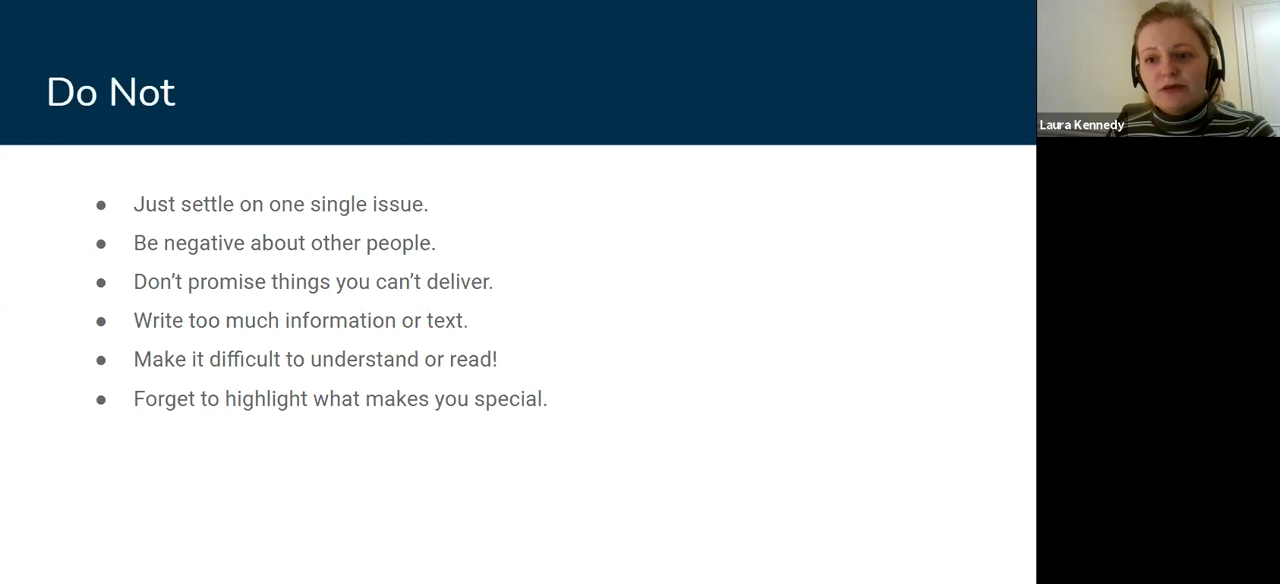 Do Not
● Just settle on one single issue.
● Be negative about other people.
● Don’t promise things you can’t deliver.
● Write too much information or text.
● Make it difficult to understand or read!
● Forget to highlight what makes you special.
Laura Kennedy